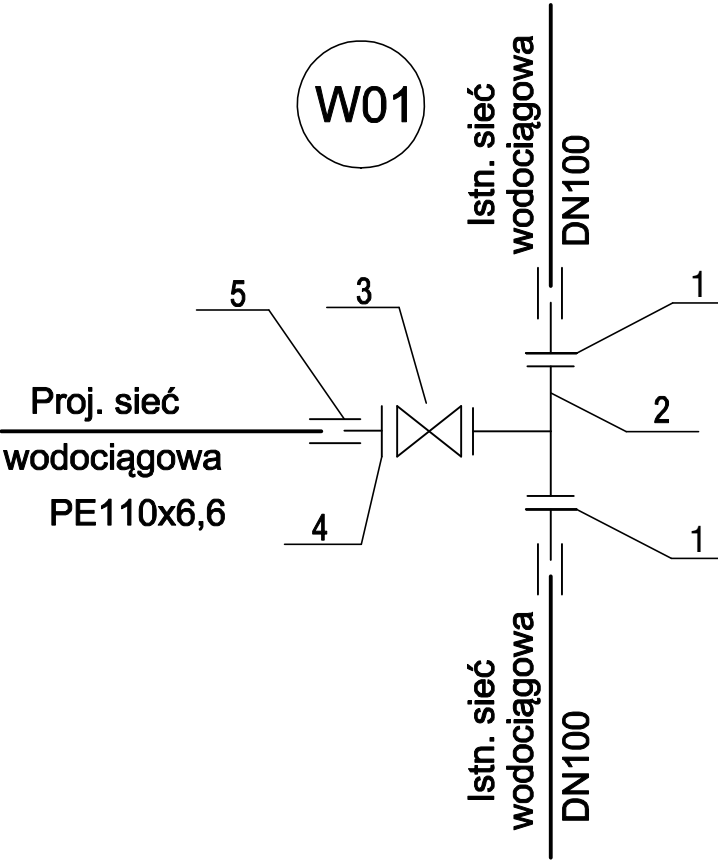 W01
Istn. sieć
wodociągowa
DN100
5
3
1
Proj. sieć
wodociągowa
PE110x6,6
2
4
1
Istn. sieć
wodociągowa
DN100